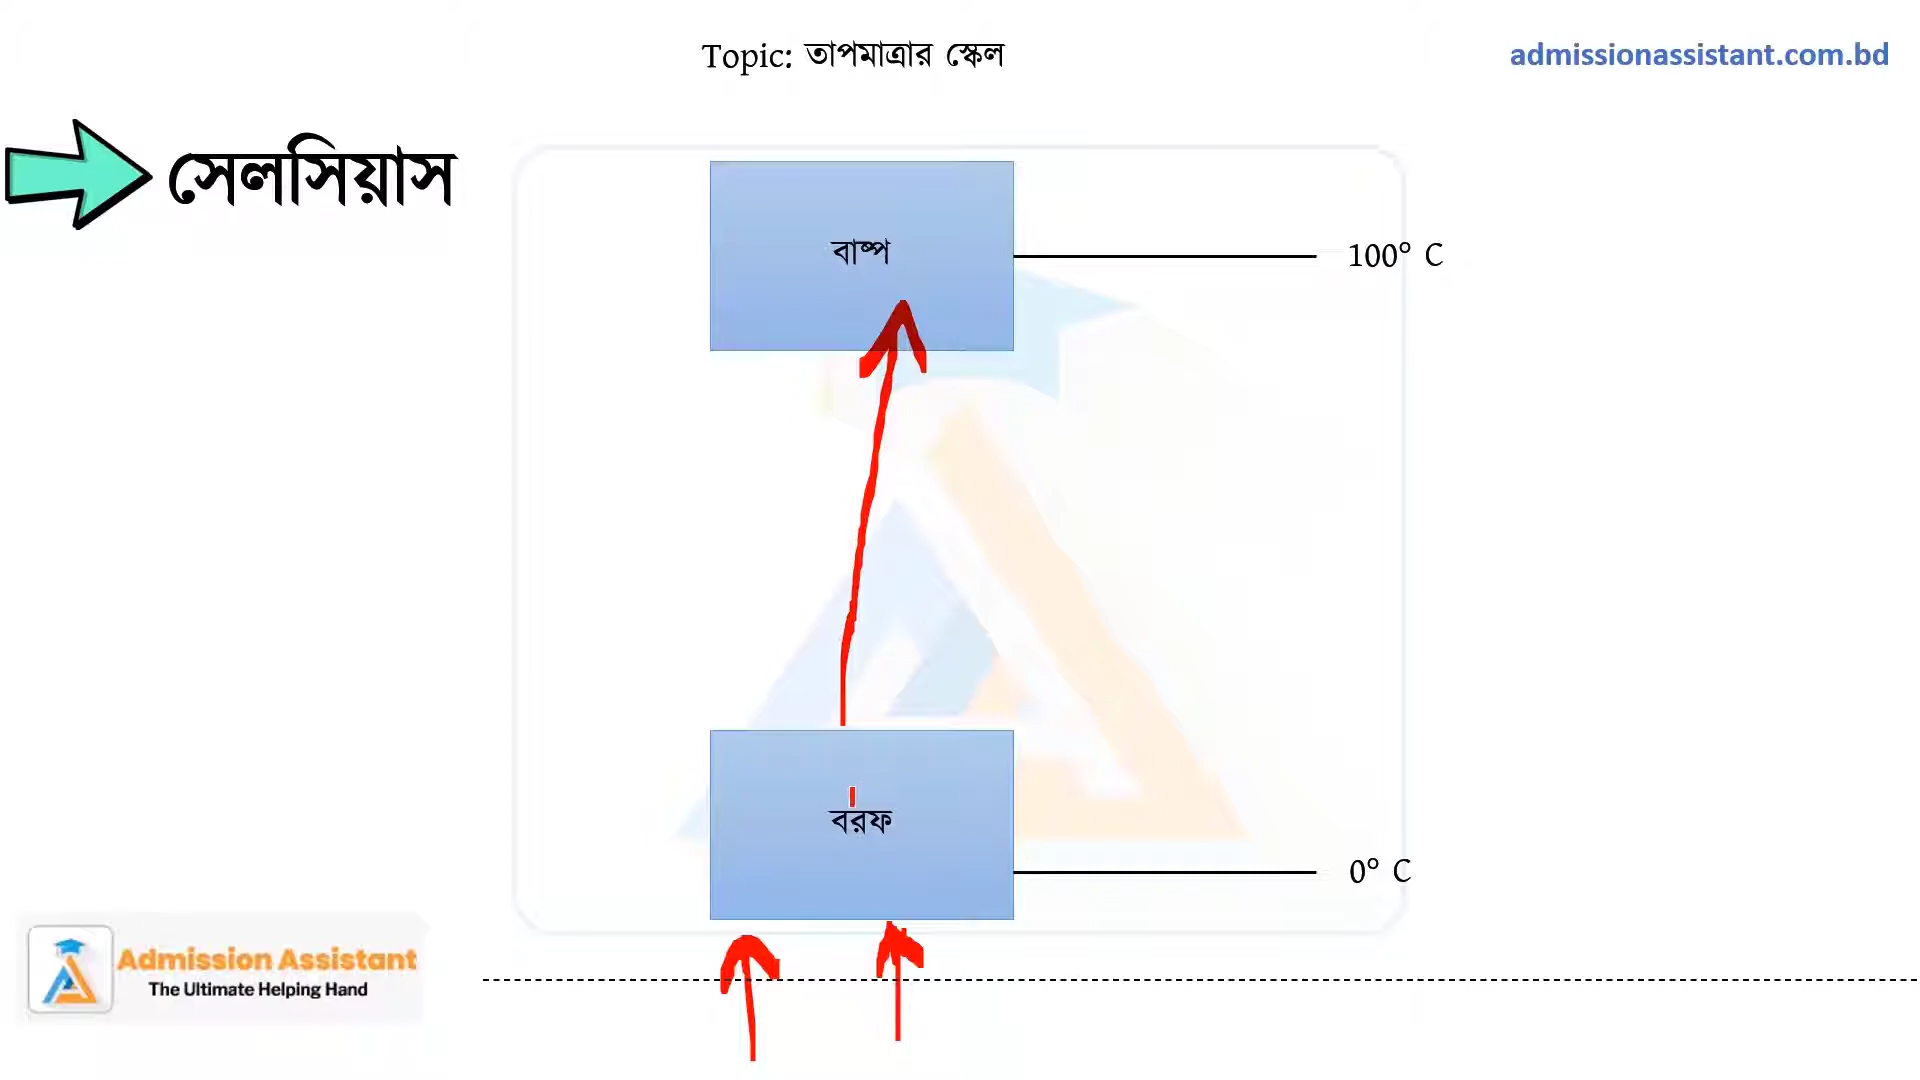 Topic: তাপমাত্রার স্কেল
admissionassistant.com.bd
সেলসিয়াস
বাষ্প
100° C
বরফ
0° C
Admission Assistant
The Ultimate Helping Hand